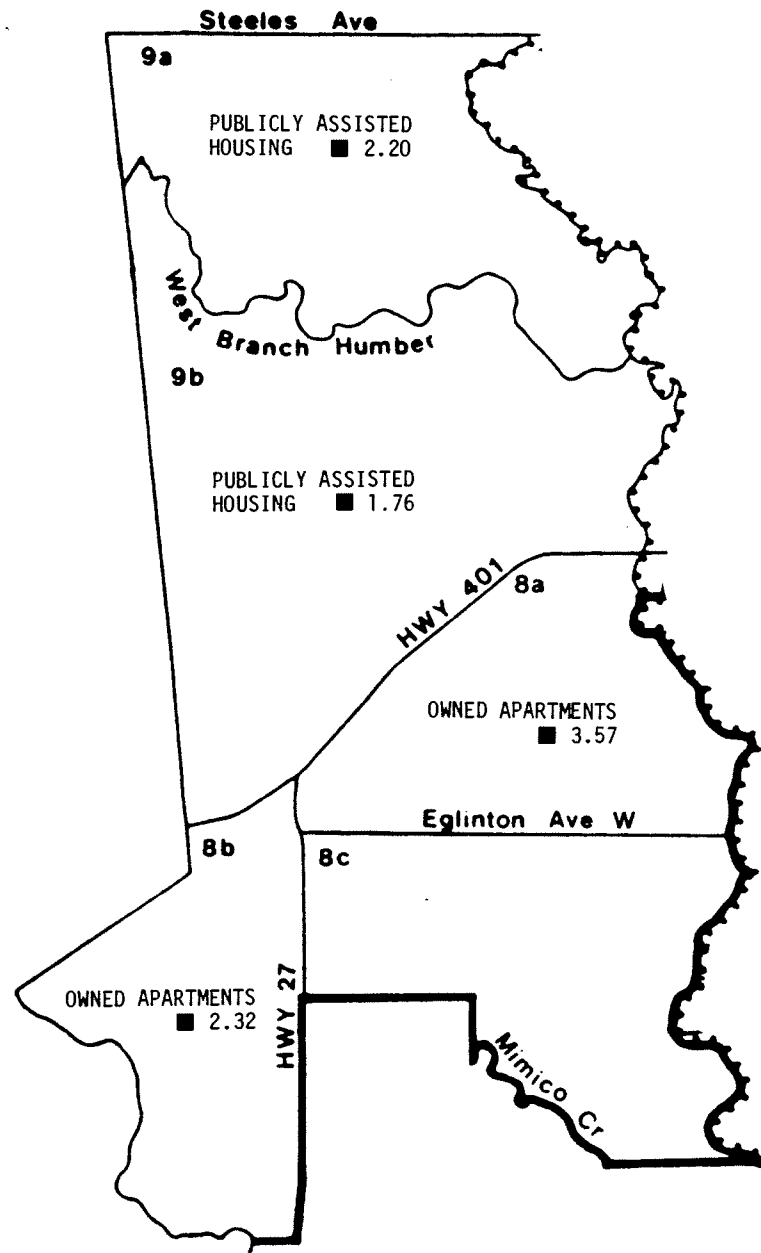 Steeles Ave
9a
PUBLICLY ASSISTED
HOUSING ■ 2.20
West Branch Humber
9b
PUBLICLY ASSISTED
HOUSING ■ 1.76
HWY 401
8a
OWNED APARTMENTS
■ 3.57
Eglinton Ave W
8b
8c
OWNED APARTMENTS
■ 2.32
HWY 27
Mimico Cr